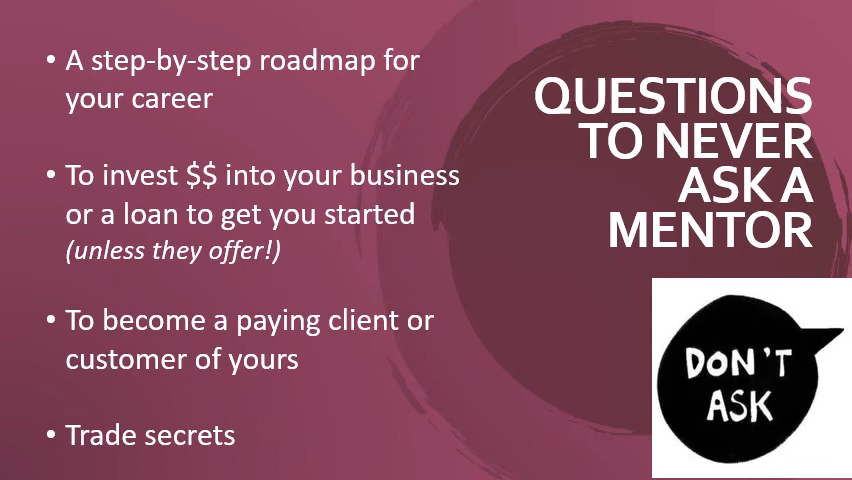 • A step-by-step roadmap for
your career
• To invest $$ into your business
or a loan to get you started
(unless they offer!)
• To become a paying client or
customer of yours
• Trade secrets
QUESTIONS
TO NEVER
ASK A
MENTOR
DON'T
ASK